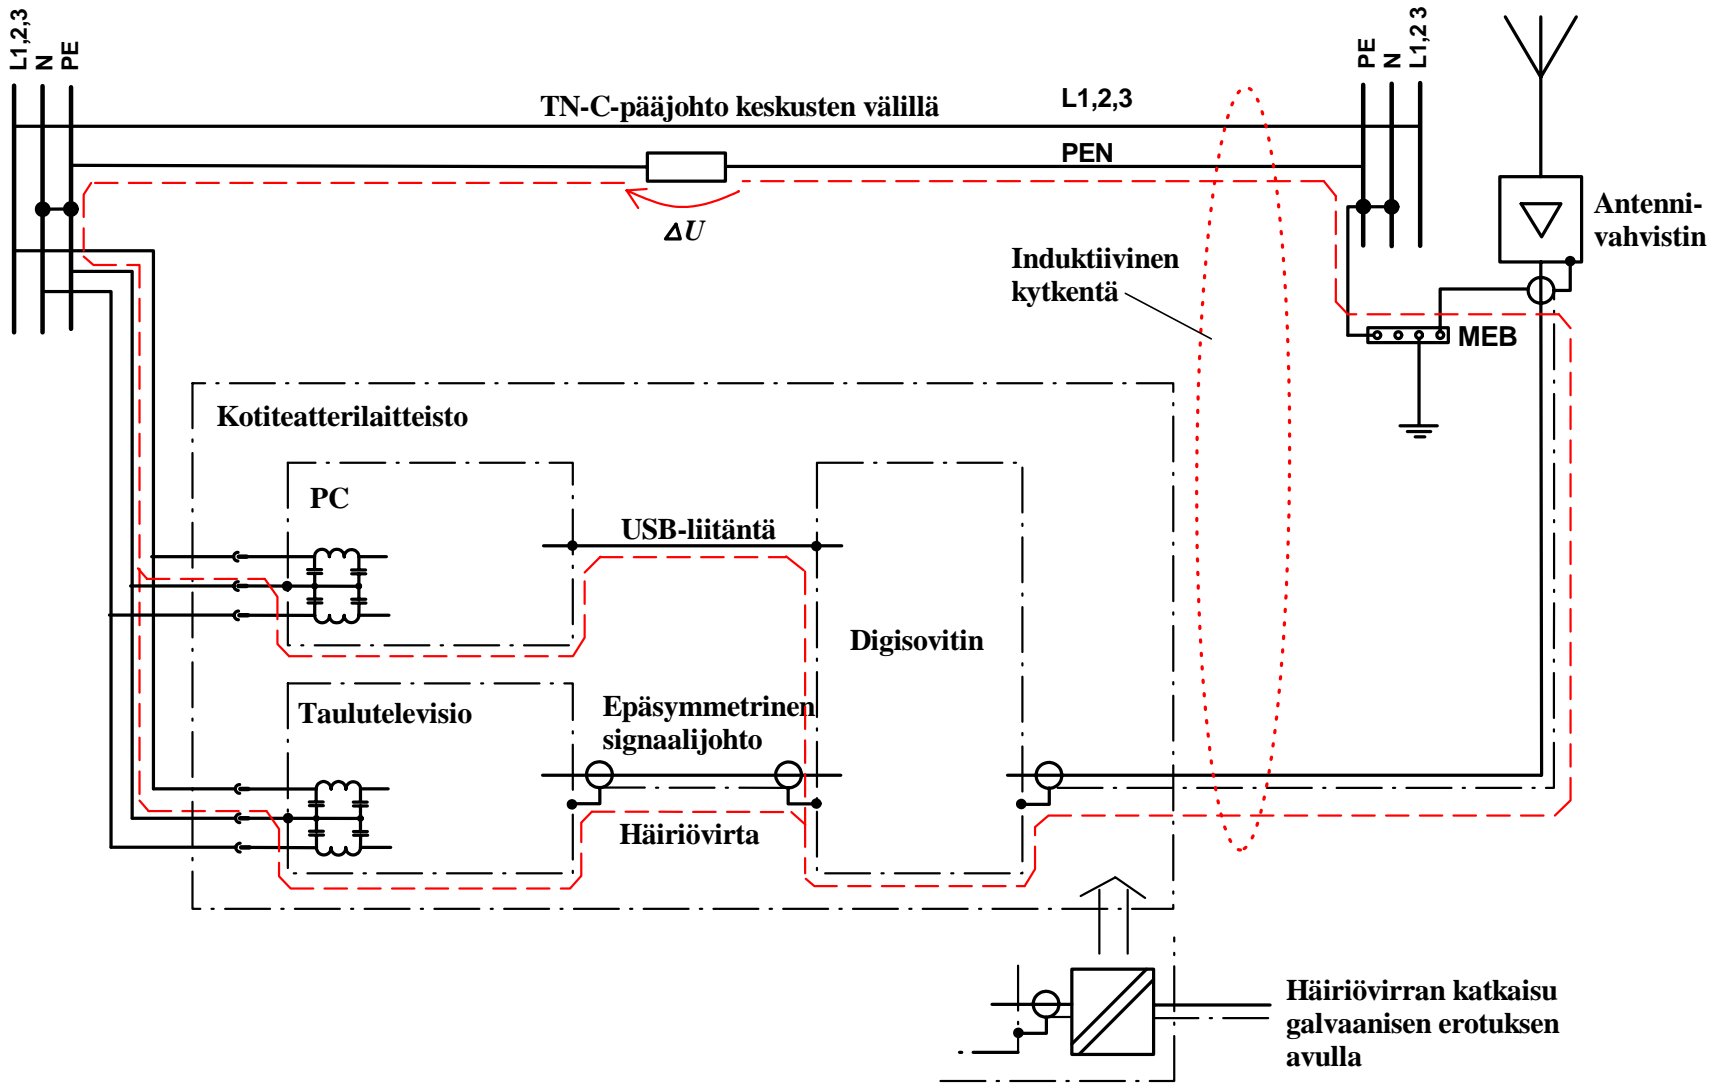 L1,2,3
N
PE
TN-C-pääjohto keskusten välillä
L1,2,3
PEN
PE
N
L1,2 3
ΔU
Antenni-
vahvistin
Induktiivinen
kytkentä
MEB
Kotiteatterilaitteisto
PC
USB-liitäntä
Digisovitin
Taulutelevisio
Epäsymmetrinen
signaalijohto
Häiriövirta
Häiriövirran katkaisu
galvaanisen erotuksen
avulla